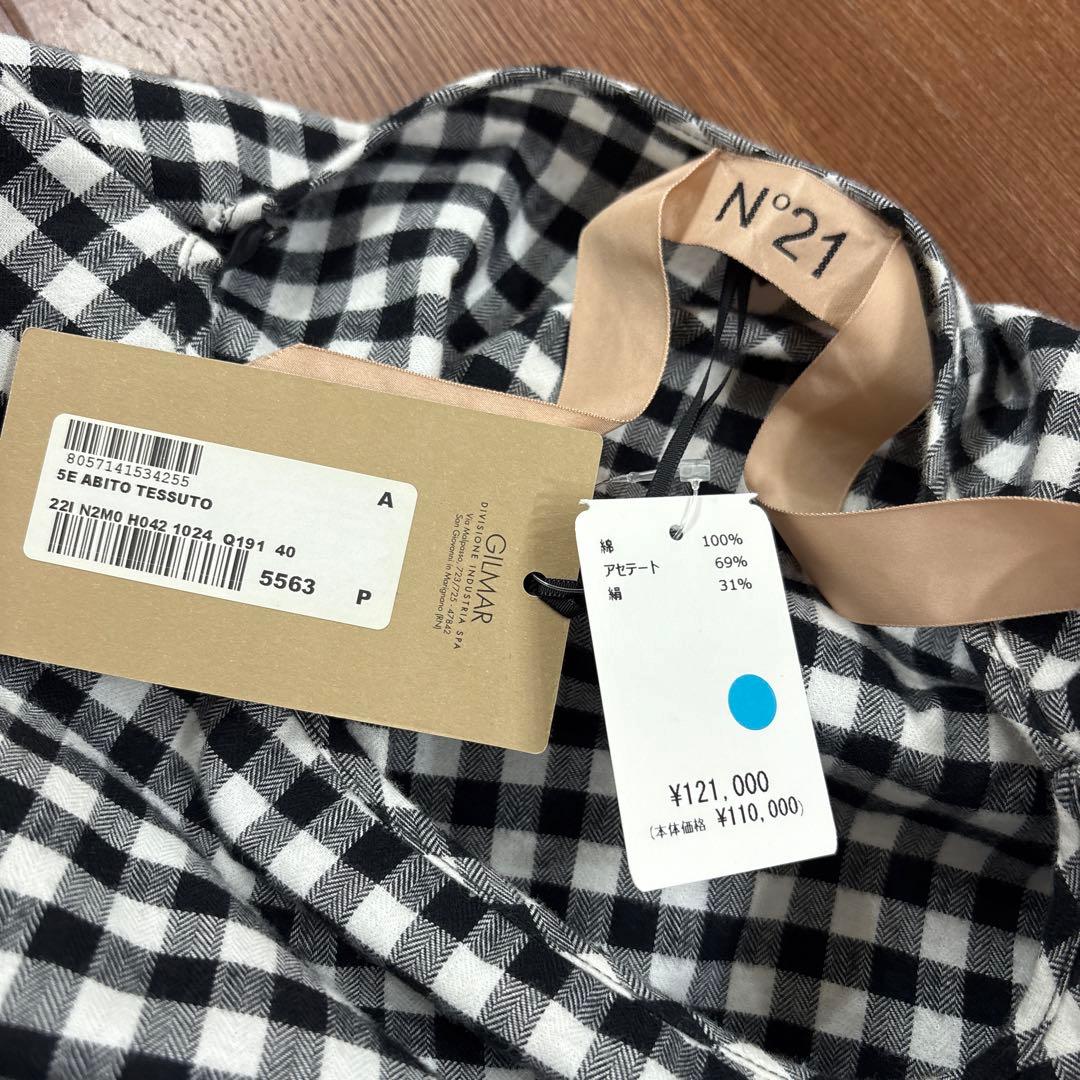 N°21
8057141534255
5E ABITO TESSUTO
A
22I N2M0 H042 1024 Q191 40
5563
P
GILMAR
DIVISIONE INDUSTRIA SPA
Via Malpasso, 723/725 - 47842
San Giovanni in Marignano (RN)
綿 100%
アセテート 69%
絹 31%
¥121,000
(本体価格 ¥110,000)